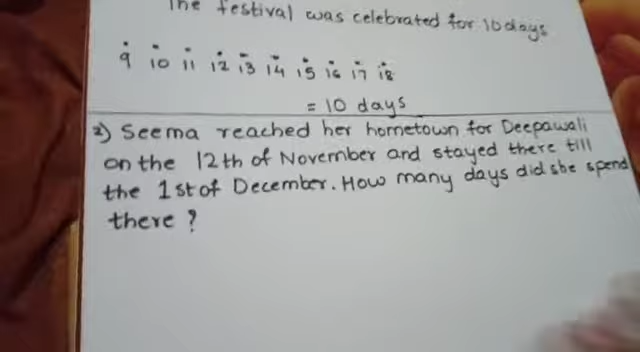 The festival was celebrated for 10 days
9 10 11 12 13 14 15 16 17 18
= 10 days
2) Seema reached her hometown for Deepawali
on the 12th of November and stayed there till
the 1st of December. How many days did she spend
there ?